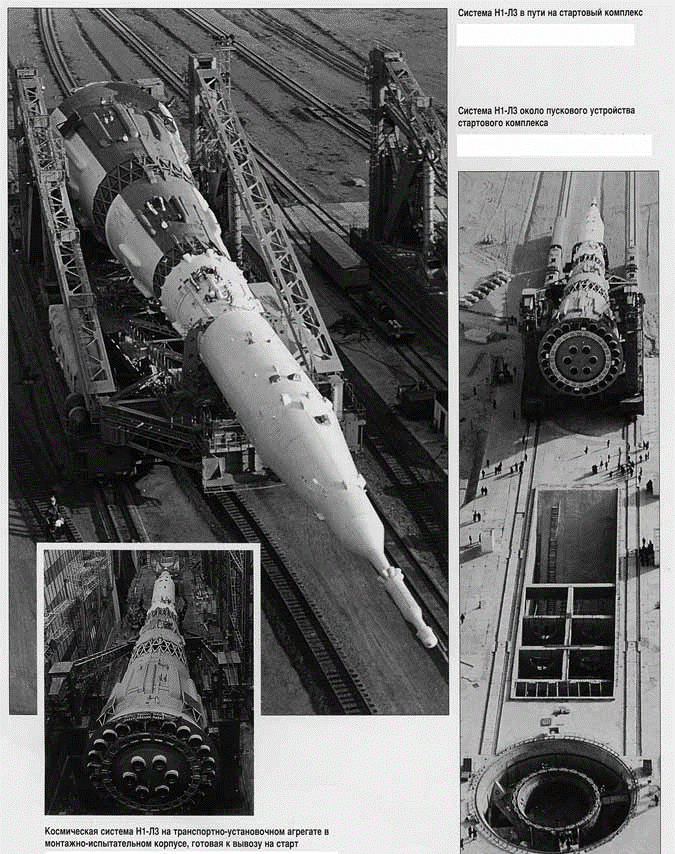 Система Н1-Л3 в пути на стартовый комплекс
Система Н1-Л3 около пускового устройства
стартового комплекса
Космическая система Н1-Л3 на транспортно-установочном агрегате в
монтажно-испытательном корпусе, готовая к вывозу на старт